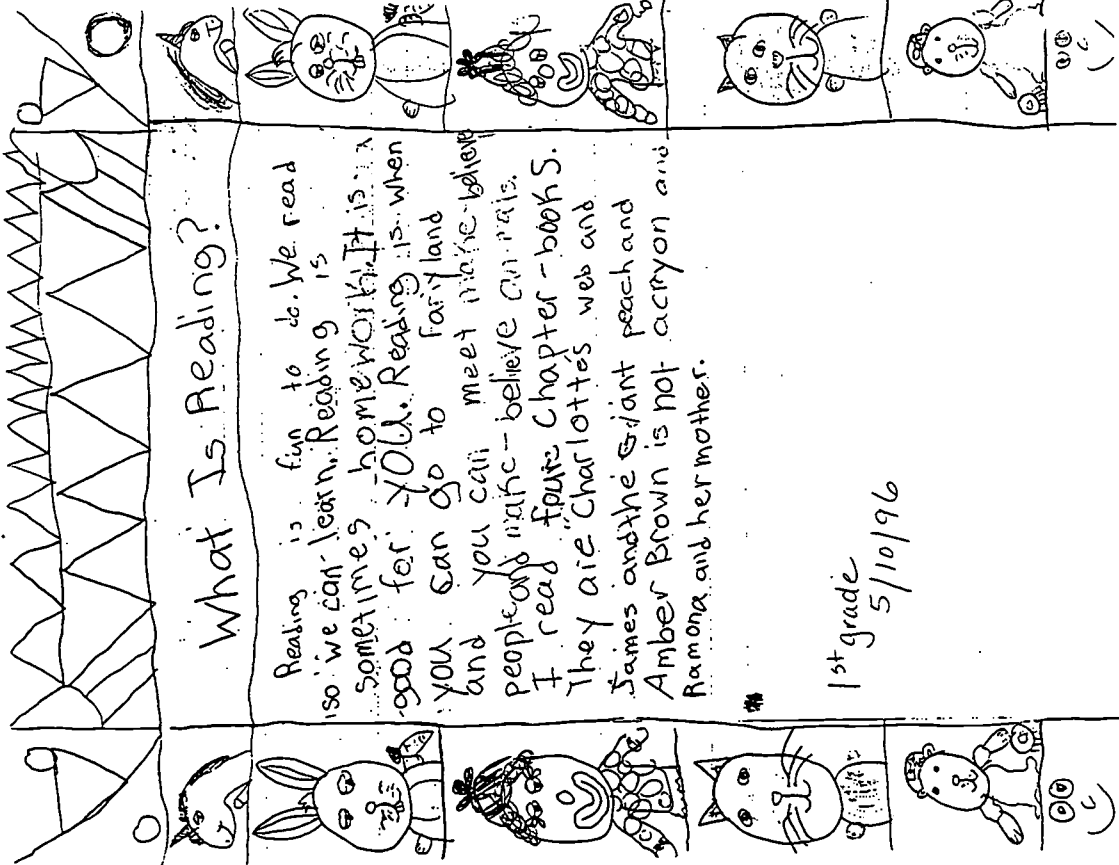 What Is Reading?
Reading is fun to do. We read
so we can learn. Reading is
sometimes homework. It is
good for you. Reading is when
you can go to Fairyland
and you can meet make-believe
people and make-believe animals.
I read four Chapter-books.
They are Charlottes web and
James and the Giant peach and
Amber Brown is not acrryon and
Ramona and her mother.
1st grade
5/10/96